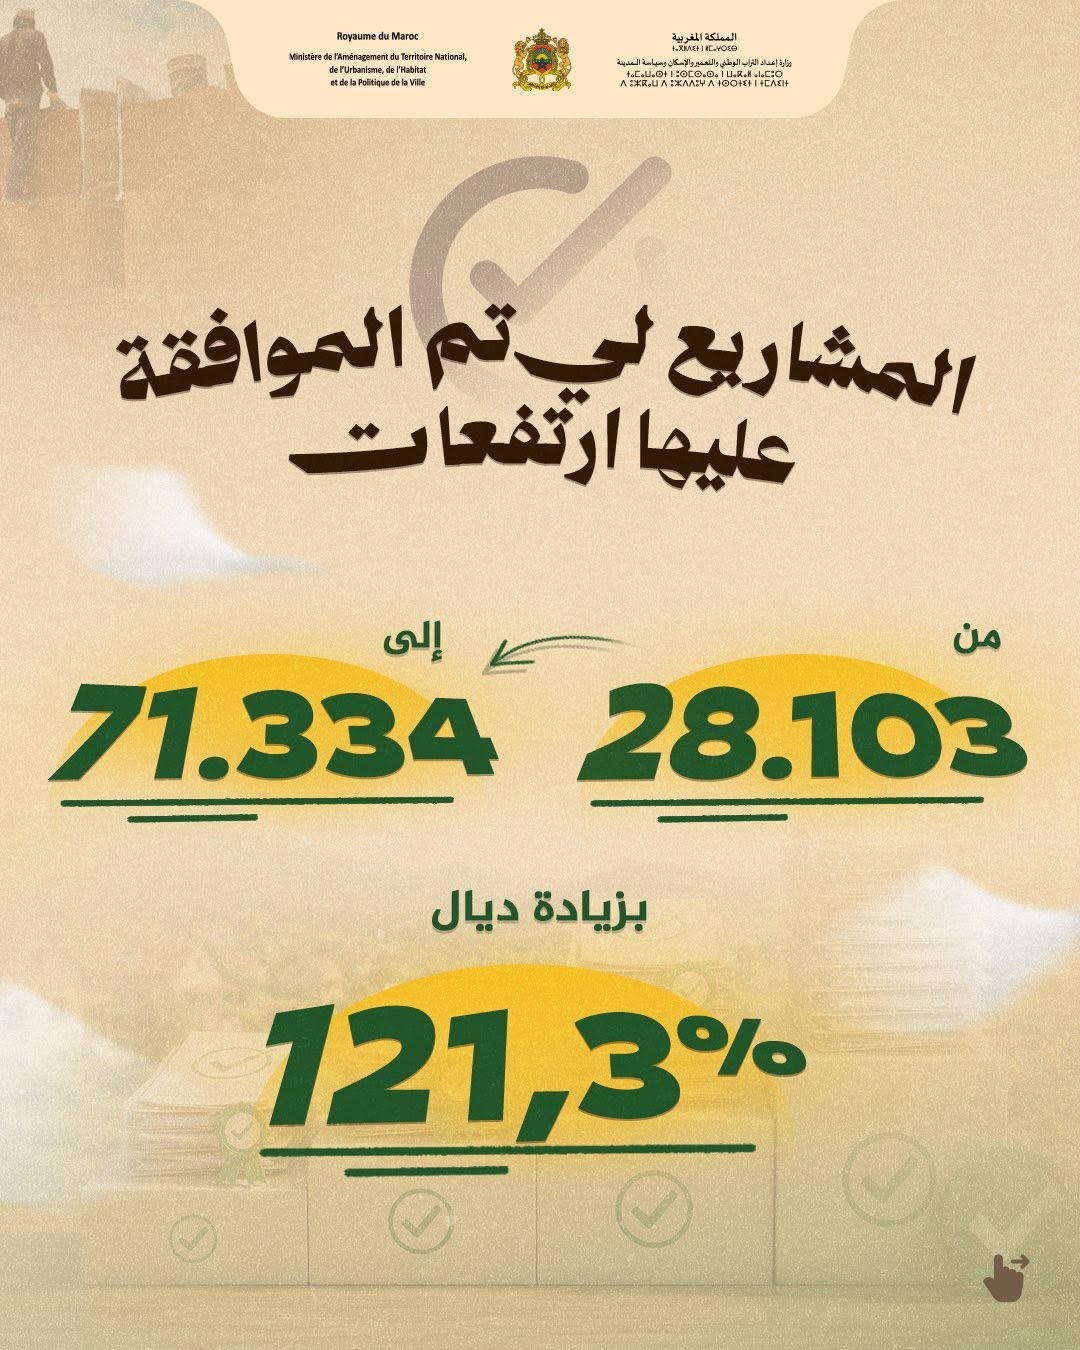 Royaume du Maroc
Ministère de l'Aménagement du Territoire National,
de l'Urbanisme, de l'Habitat
et de la Politique de la Ville
المملكة المغربية
ⵜⴰⴳⵍⴷⵉⵜ ⵏ ⵍⵎⵖⵔⵉⴱ
وزارة إعداد التراب الوطني والتعمير والإسكان وسياسة المدينة
المشاريع لي تم الموافقة
عليها ارتفعات
من
28.103
إلى
71.334
بزيادة ديال
121,3%